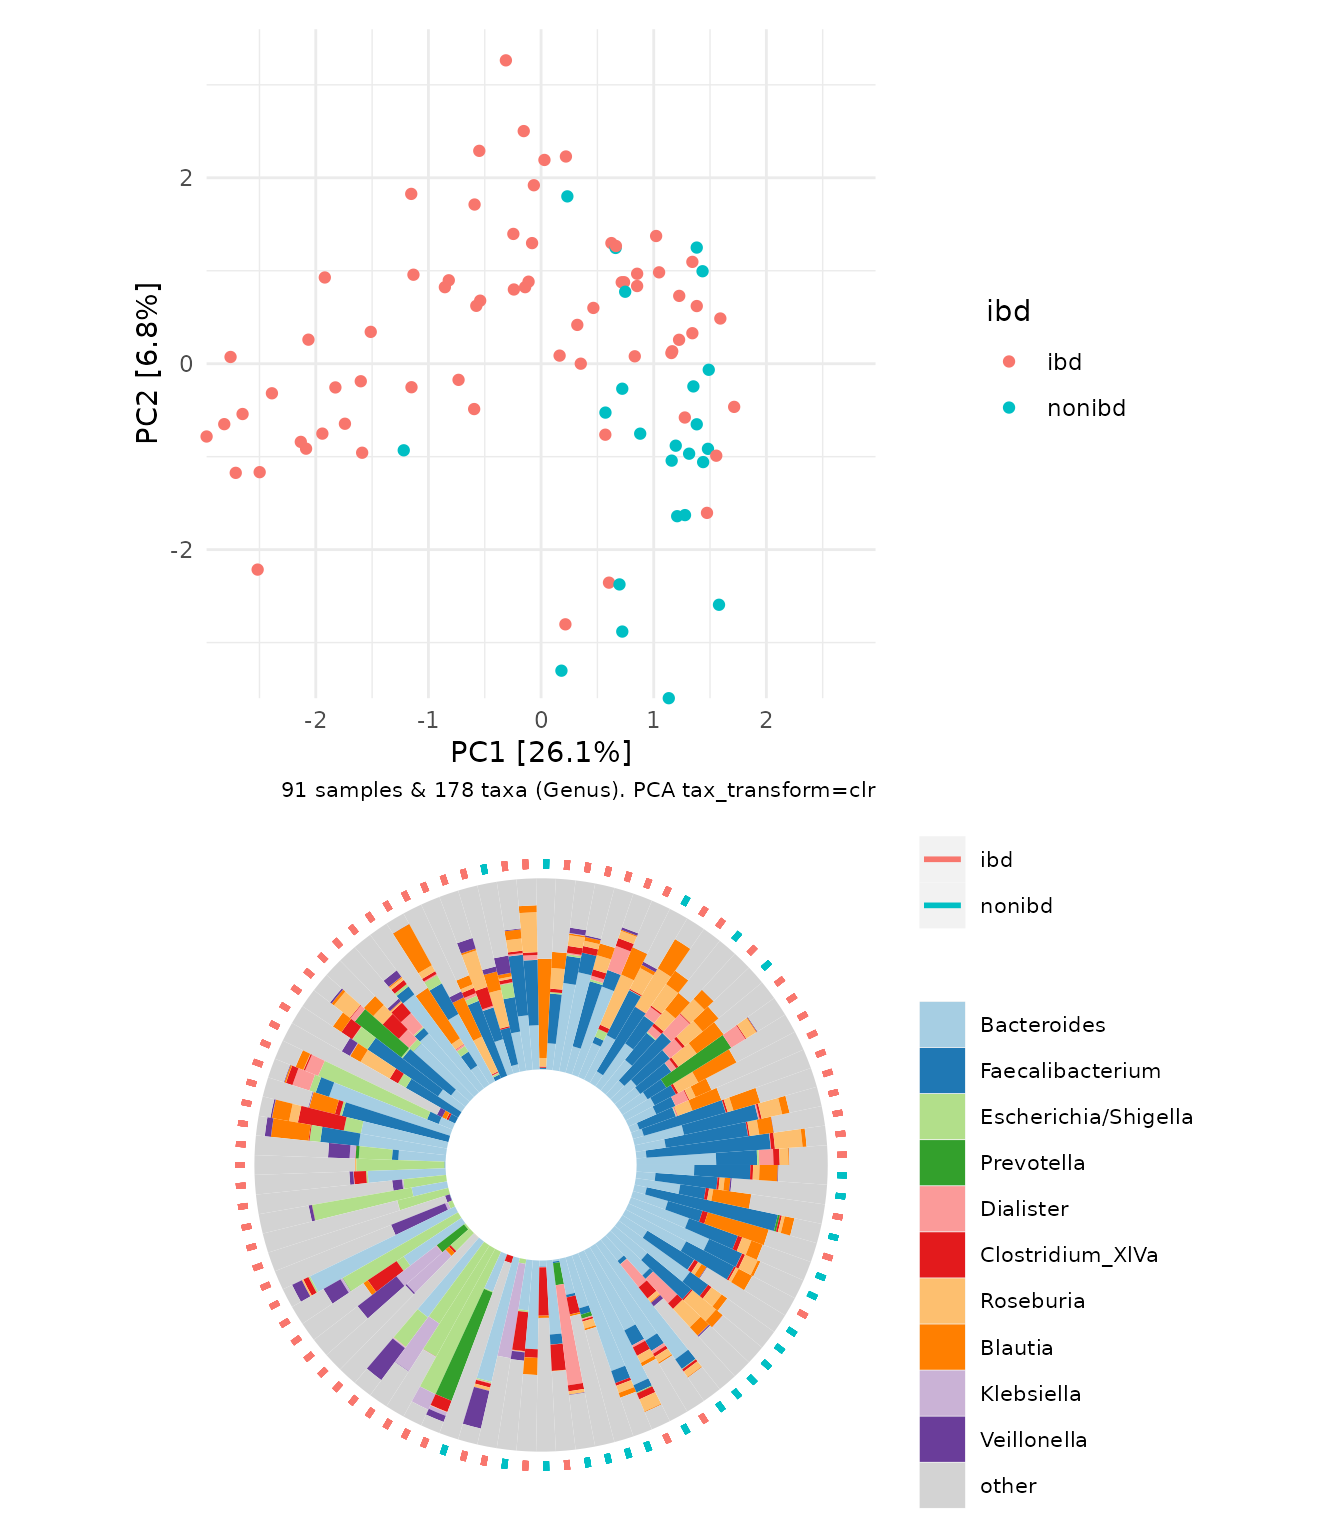 2
0
-2
PC2 [6.8%]
-2 -1 0 1 2
PC1 [26.1%]
91 samples & 178 taxa (Genus). PCA tax_transform=clr
ibd
ibd
nonibd
ibd
nonibd
Bacteroides
Faecalibacterium
Escherichia/Shigella
Prevotella
Dialister
Clostridium_XlVa
Roseburia
Blautia
Klebsiella
Veillonella
other